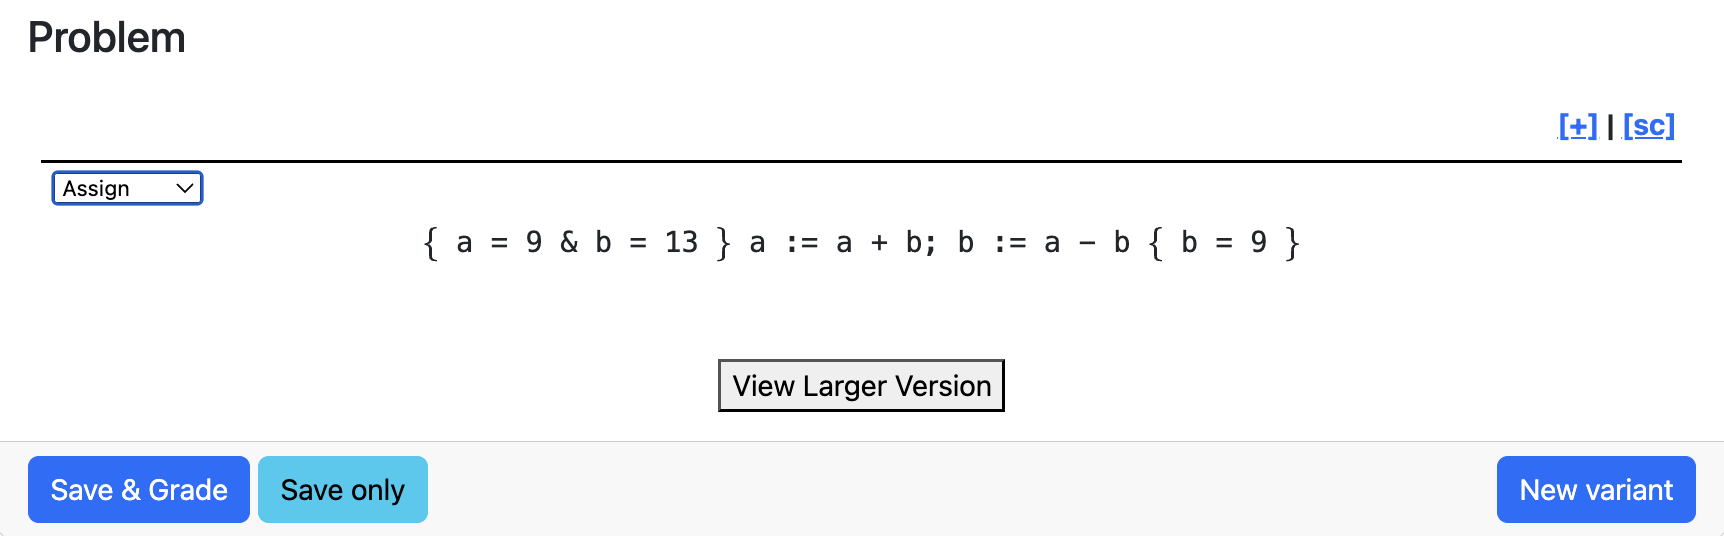 Problem
[+] | [sc]
Assign
{ a = 9 & b = 13 } a := a + b; b := a − b { b = 9 }
View Larger Version
Save & Grade Save only New variant